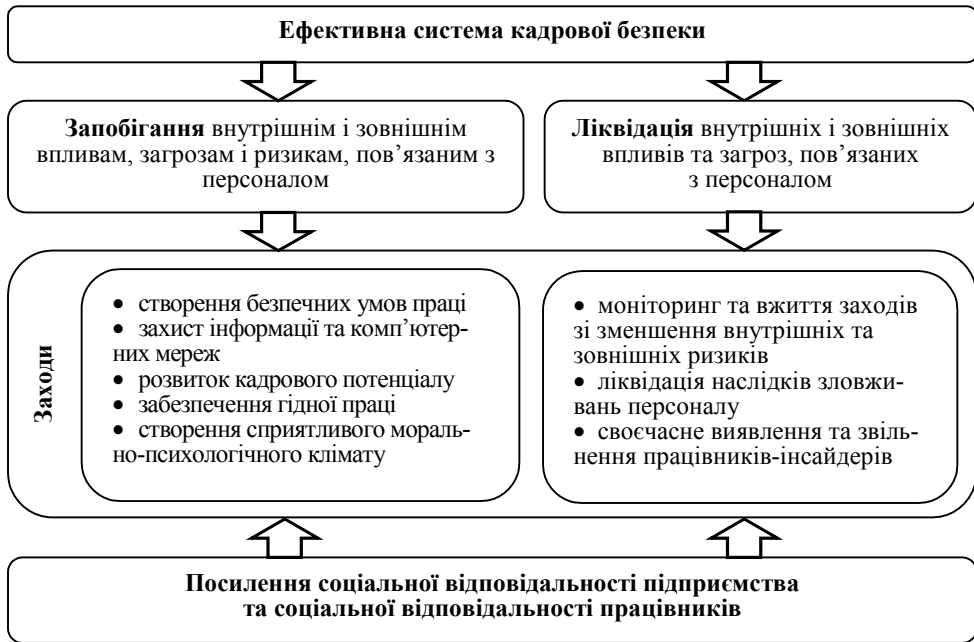 Ефективна система кадрової безпеки
Запобігання внутрішнім і зовнішнім
впливам, загрозам і ризикам, пов’язаним з
персоналом
Ліквідація внутрішніх і зовнішніх
впливів та загроз, пов’язаних
з персоналом
Заходи
• створення безпечних умов праці
• захист інформації та комп’ютер-
них мереж
• розвиток кадрового потенціалу
• забезпечення гідної праці
• створення сприятливого мораль-
но-психологічного клімату
• моніторинг та вжиття заходів
зі зменшення внутрішніх та
зовнішніх ризиків
• ліквідація наслідків зловжи-
вань персоналу
• своєчасне виявлення та звіль-
нення працівників-інсайдерів
Посилення соціальної відповідальності підприємства
та соціальної відповідальності працівників